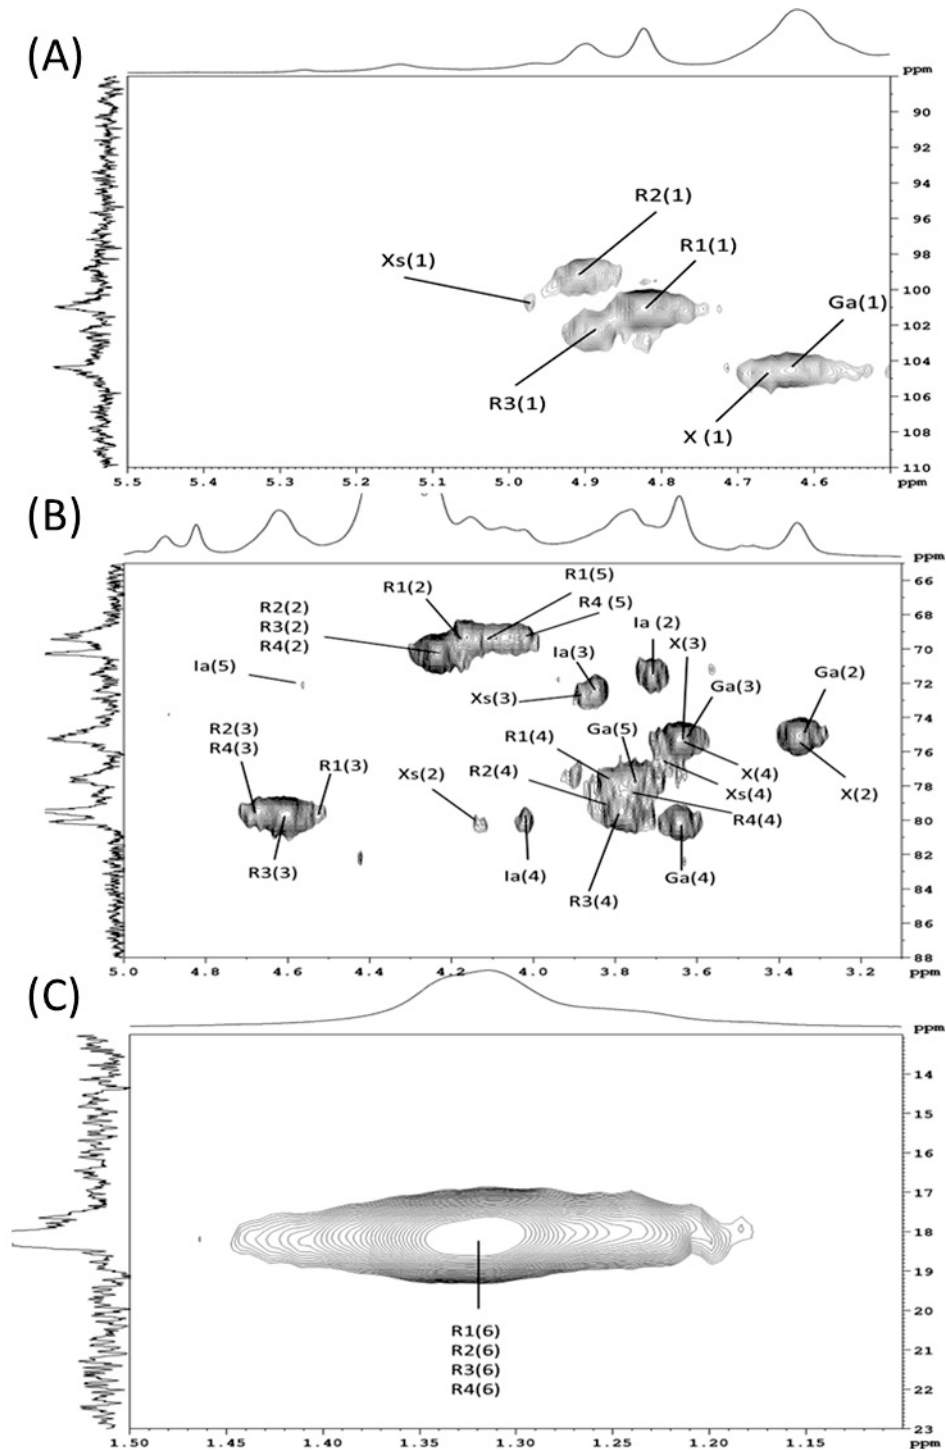 (A)
ppm
90
92
94
96
98
100
102
104
106
108
110
R2(1)
R1(1)
Xs(1)
Ga(1)
R3(1)
X (1)
5.5 5.4 5.3 5.2 5.1 5.0 4.9 4.8 4.7 4.6 ppm
(B)
ppm
66
68
70
72
74
76
78
80
82
84
86
88
R1(5)
R1(2)
R4 (5)
R2(2)
R3(2)
R4(2)
Ia (2)
X(3)
Ia(3)
Ia(5)
Xs(3)
Ga(3)
Ga(2)
R2(3)
R4(3)
Ga(5)
R1(4)
R1(3)
Xs(2)
R2(4)
X(4)
Xs(4)
X(2)
R4(4)
R3(3)
Ia(4)
Ga(4)
R3(4)
5.0 4.8 4.6 4.4 4.2 4.0 3.8 3.6 3.4 3.2 ppm
(C)
ppm
14
15
16
17
18
19
20
21
22
23
R1(6)
R2(6)
R3(6)
R4(6)
1.50 1.45 1.40 1.35 1.30 1.25 1.20 1.15 ppm